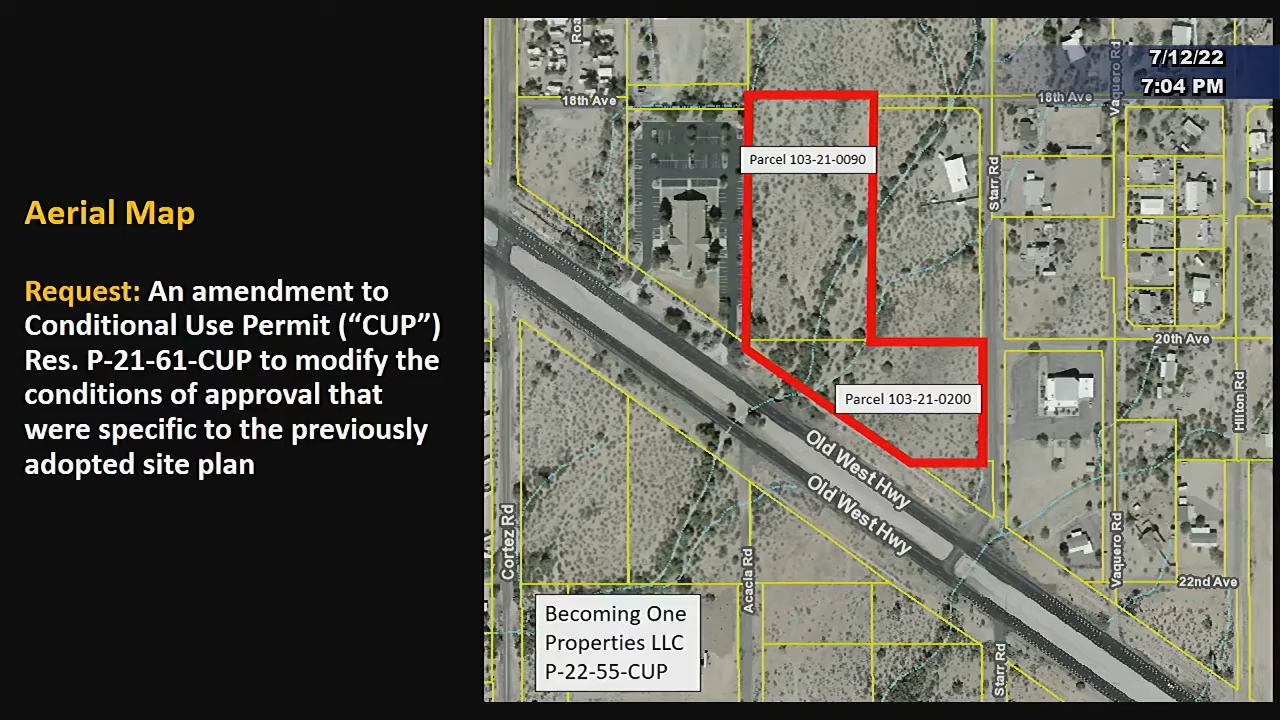 Aerial Map
Request: An amendment to
Conditional Use Permit (“CUP”)
Res. P-21-61-CUP to modify the
conditions of approval that
were specific to the previously
adopted site plan
7/12/22
7:04 PM
18th Ave
18th Ave
Vaquero Rd
Parcel 103-21-0090
Starr Rd
20th Ave
Parcel 103-21-0200
Hilton Rd
Old West Hwy
Old West Hwy
Cortez Rd
Acacia Rd
Vaquero Rd
22nd Ave
Starr Rd
Becoming One
Properties LLC
P-22-55-CUP